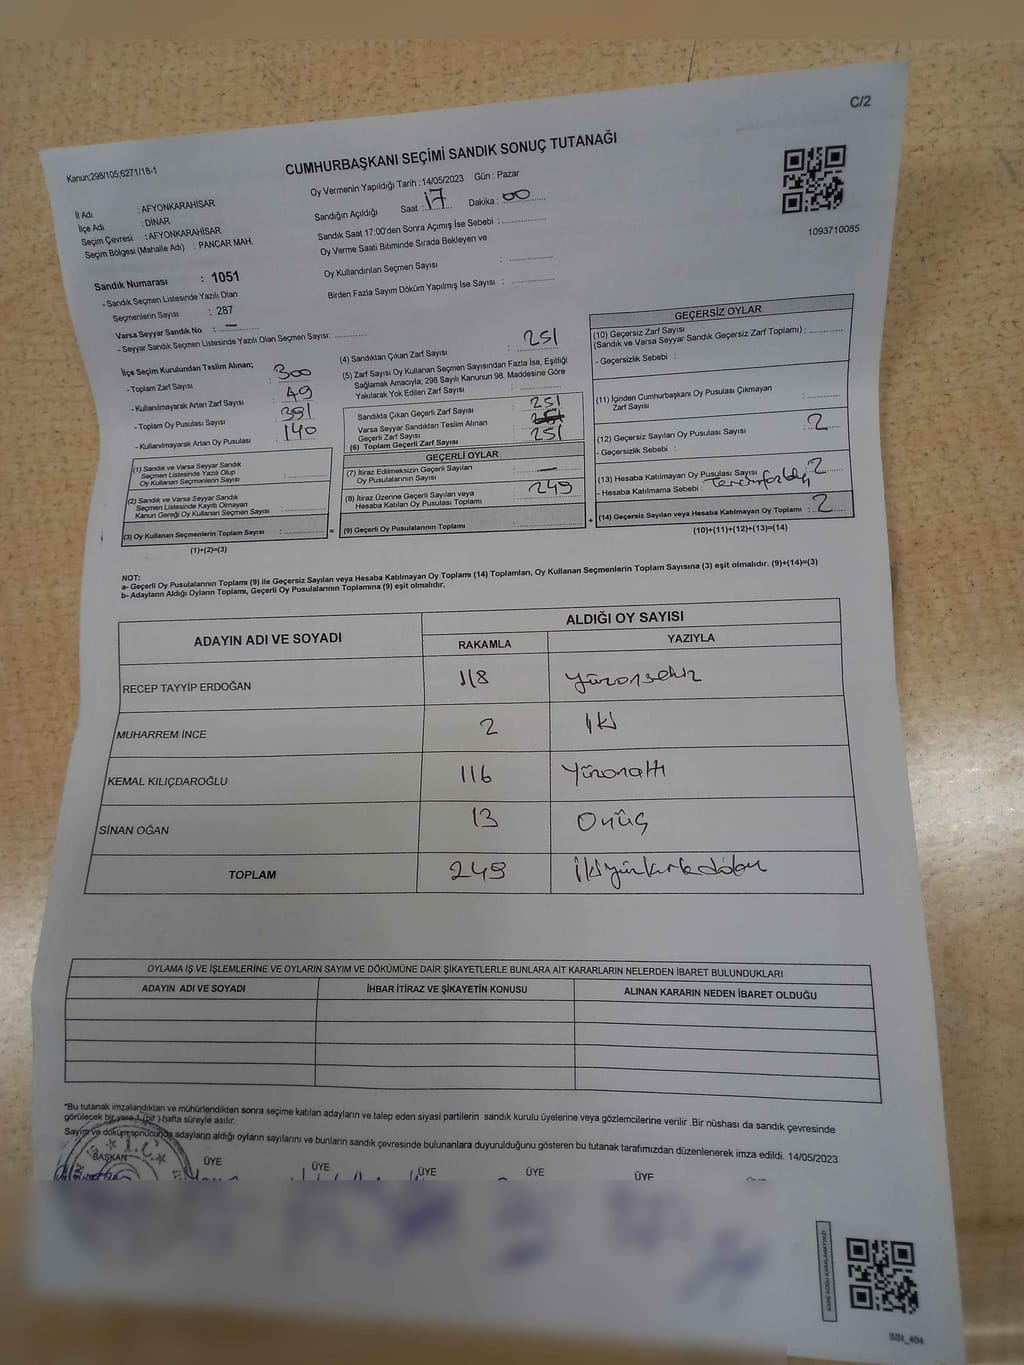 C/2
Kanun;298/105;6271/18-1
CUMHURBAŞKANI SEÇİMİ SANDIK SONUÇ TUTANAĞI
Oy Vermenin Yapıldığı Tarih : 14/05/2023 Gün : Pazar
1093710085
İl Adı : AFYONKARAHİSAR
İlçe Adı : DİNAR
Seçim Çevresi : AFYONKARAHİSAR
Seçim Bölgesi (Mahalle Adı) : PANCAR MAH.
Sandığın Açıldığı Saat : 17 Dakika : 00
Sandık Saat 17:00'den Sonra Açımış İse Sebebi :
Oy Verme Saati Bitiminde Sırada Bekleyen ve
Oy Kullandırılan Seçmen Sayısı :
Birden Fazla Sayım Döküm Yapılmış İse Sayısı :
Sandık Numarası : 1051
- Sandık Seçmen Listesinde Yazılı Olan
Seçmenlerin Sayısı : 287
Varsa Seyyar Sandık No : —
- Seyyar Sandık Seçmen Listesinde Yazılı Olan Seçmen Sayısı:
İlçe Seçim Kurulundan Teslim Alınan;
- Toplam Zarf Sayısı : 300
- Kullanılmayarak Artan Zarf Sayısı : 49
- Toplam Oy Pusulası Sayısı : 391
- Kullanılmayarak Artan Oy Pusulası : 140
(1) Sandık ve Varsa Seyyar Sandık
Seçmen Listesinde Yazılı Olup
Oy Kullanan Seçmenlerin Sayısı :
(2) Sandık ve Varsa Seyyar Sandık
Seçmen Listesinde Kayıtlı Olmayan
Kanun Gereği Oy Kullanan Seçmen Sayısı :
(3) Oy Kullanan Seçmenlerin Toplam Sayısı : =
(1)+(2)=(3)
(4) Sandıktan Çıkan Zarf Sayısı : 251
(5) Zarf Sayısı Oy Kullanan Seçmen Sayısından Fazla İse, Eşitliği
Sağlamak Amacıyla; 298 Sayılı Kanunun 98. Maddesine Göre
Yakılarak Yok Edilen Zarf Sayısı :
Sandıkta Çıkan Geçerli Zarf Sayısı : 251
Varsa Seyyar Sandıktan Teslim Alınan
Geçerli Zarf Sayısı :
(6) Toplam Geçerli Zarf Sayısı : 251
GEÇERLİ OYLAR
(7) İtiraz Edilmeksizin Geçerli Sayılan
Oy Pusulalarının Sayısı : —
(8) İtiraz Üzerine Geçerli Sayılan veya
Hesaba Katılan Oy Pusulası Toplamı : 249
(9) Geçerli Oy Pusulalarının Toplamı : +
GEÇERSİZ OYLAR
(10) Geçersiz Zarf Sayısı
(Sandık ve Varsa Seyyar Sandık Geçersiz Zarf Toplamı) :
- Geçersizlik Sebebi :
(11) İçinden Cumhurbaşkanı Oy Pusulası Çıkmayan
Zarf Sayısı :
(12) Geçersiz Sayılan Oy Pusulası Sayısı : 2
- Geçersizlik Sebebi :
(13) Hesaba Katılmayan Oy Pusulası Sayısı : 2
- Hesaba Katılmama Sebebi :
(14) Geçersiz Sayılan veya Hesaba Katılmayan Oy Toplamı : 2
(10)+(11)+(12)+(13)=(14)
NOT:
a- Geçerli Oy Pusulalarının Toplamı (9) ile Geçersiz Sayılan veya Hesaba Katılmayan Oy Toplamı (14) Toplamları, Oy Kullanan Seçmenlerin Toplam Sayısına (3) eşit olmalıdır. (9)+(14)=(3)
b- Adayların Aldığı Oyların Toplamı, Geçerli Oy Pusulalarının Toplamına (9) eşit olmalıdır.
ADAYIN ADI VE SOYADI ALDIĞI OY SAYISI
RAKAMLA YAZIYLA
RECEP TAYYİP ERDOĞAN 118 Yüzonsekiz
MUHARREM İNCE 2 İki
KEMAL KILIÇDAROĞLU 116 Yüzonaltı
SİNAN OĞAN 13 Onüç
TOPLAM 249 İkiyüzkırkdokuz
OYLAMA İŞ VE İŞLEMLERİNE VE OYLARIN SAYIM VE DÖKÜMÜNE DAİR ŞİKAYETLERLE BUNLARA AİT KARARLARIN NELERDEN İBARET BULUNDUKLARI
ADAYIN ADI VE SOYADI İHBAR İTİRAZ VE ŞİKAYETİN KONUSU ALINAN KARARIN NEDEN İBARET OLDUĞU
*Bu tutanak imzalandıktan ve mühürlendikten sonra seçime katılan adayların ve talep eden siyasi partilerin sandık kurulu üyelerine veya gözlemcilerine verilir .Bir nüshası da sandık çevresinde
görülecek bir yere 1 (bir ) hafta süreyle asılır.
Sayım ve döküm sonucunda adayların aldığı oyların sayılarını ve bunların sandık çevresinde bulunanlara duyurulduğunu gösteren bu tutanak tarafımızdan düzenlenerek imza edildi. 14/05/2023
BAŞKAN ÜYE ÜYE ÜYE ÜYE ÜYE
T.C.
SSI_404